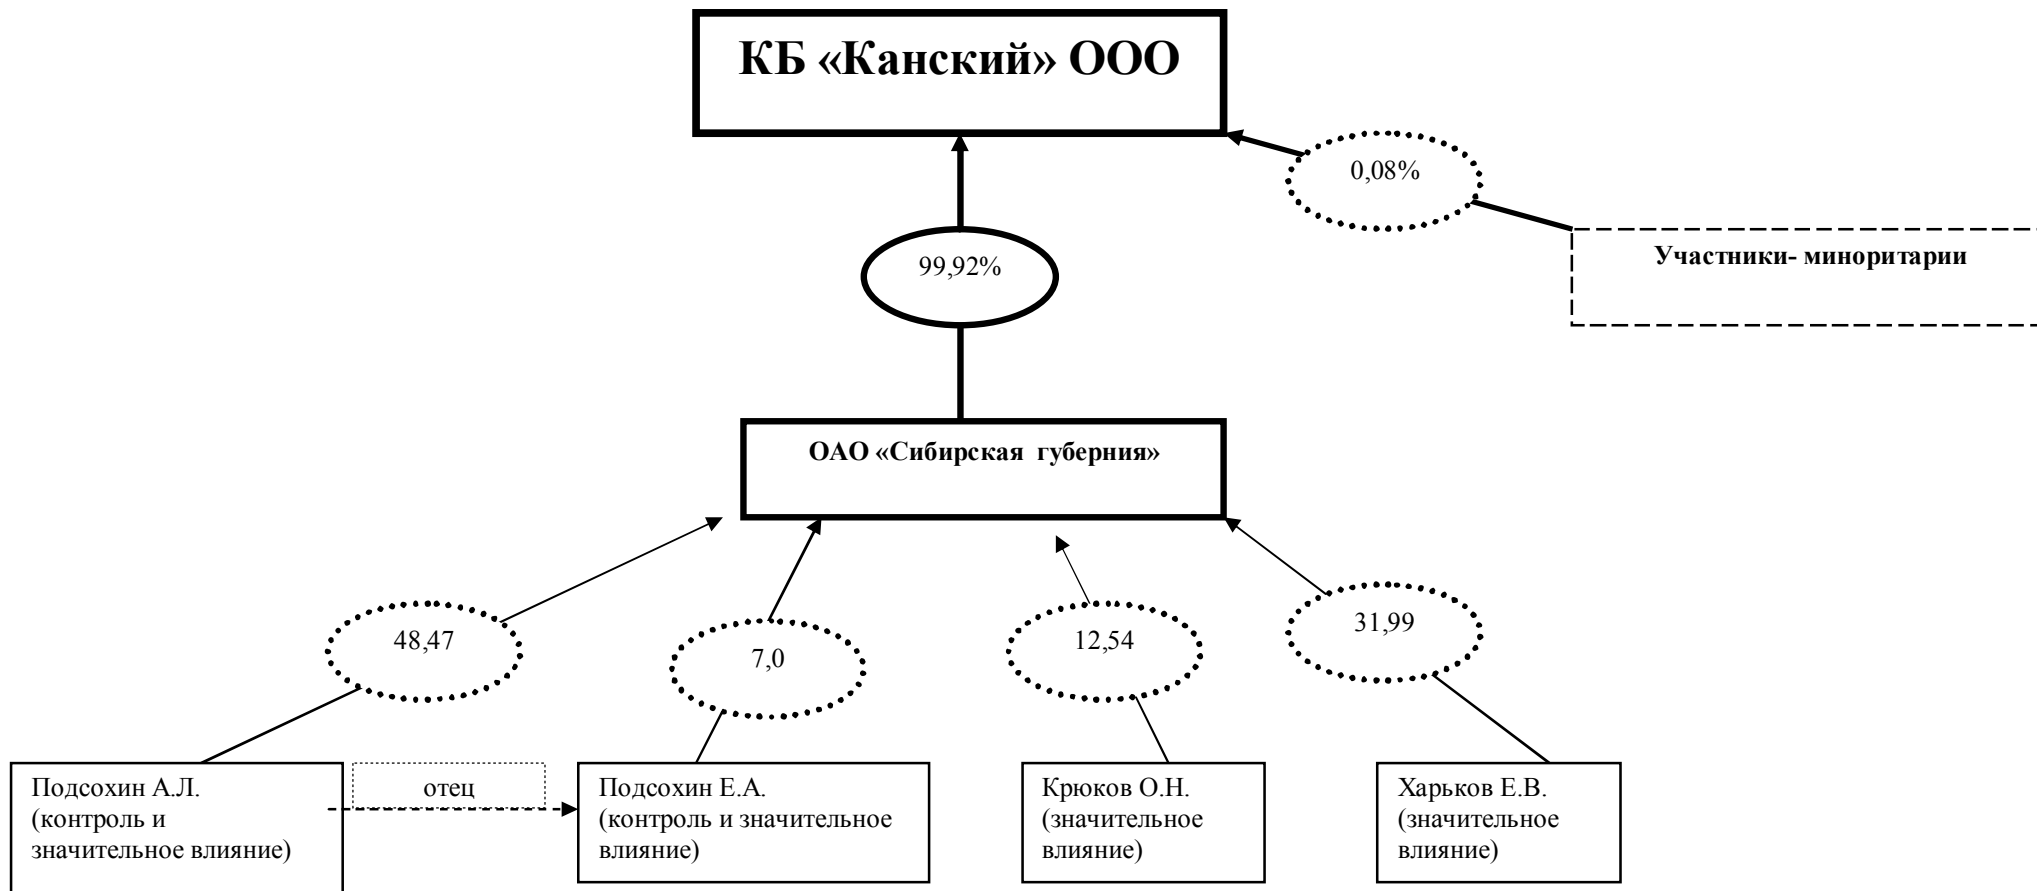 КБ «Канский» ООО
0,08%
99,92%
Участники- миноритарии
ОАО «Сибирская губерния»
48,47
7,0
12,54
31,99
Подсохин А.Л.
(контроль и
значительное влияние)
отец
Подсохин Е.А.
(контроль и значительное
влияние)
Крюков О.Н.
(значительное
влияние)
Харьков Е.В.
(значительное
влияние)